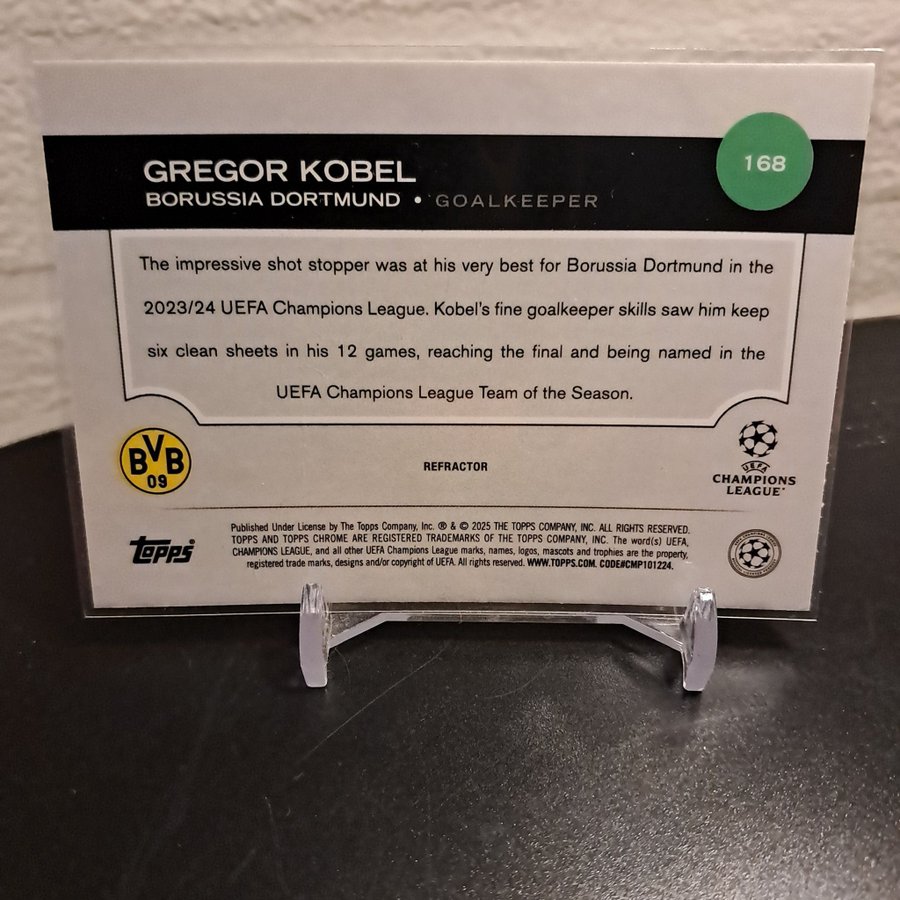 GREGOR KOBEL
168
BORUSSIA DORTMUND • GOALKEEPER
The impressive shot stopper was at his very best for Borussia Dortmund in the
2023/24 UEFA Champions League. Kobel's fine goalkeeper skills saw him keep
six clean sheets in his 12 games, reaching the final and being named in the
UEFA Champions League Team of the Season.
BVB
09
REFRACTOR
UEFA
CHAMPIONS
LEAGUE
topps
Published Under License by The Topps Company, Inc. ® & © 2025 THE TOPPS COMPANY, INC. ALL RIGHTS RESERVED.
TOPPS AND TOPPS CHROME ARE REGISTERED TRADEMARKS OF THE TOPPS COMPANY, INC. The word(s) UEFA,
CHAMPIONS LEAGUE, and all other UEFA Champions League marks, names, logos, mascots and trophies are the property,
registered trade marks, designs and/or copyright of UEFA. All rights reserved. WWW.TOPPS.COM. CODE#CMP101224.